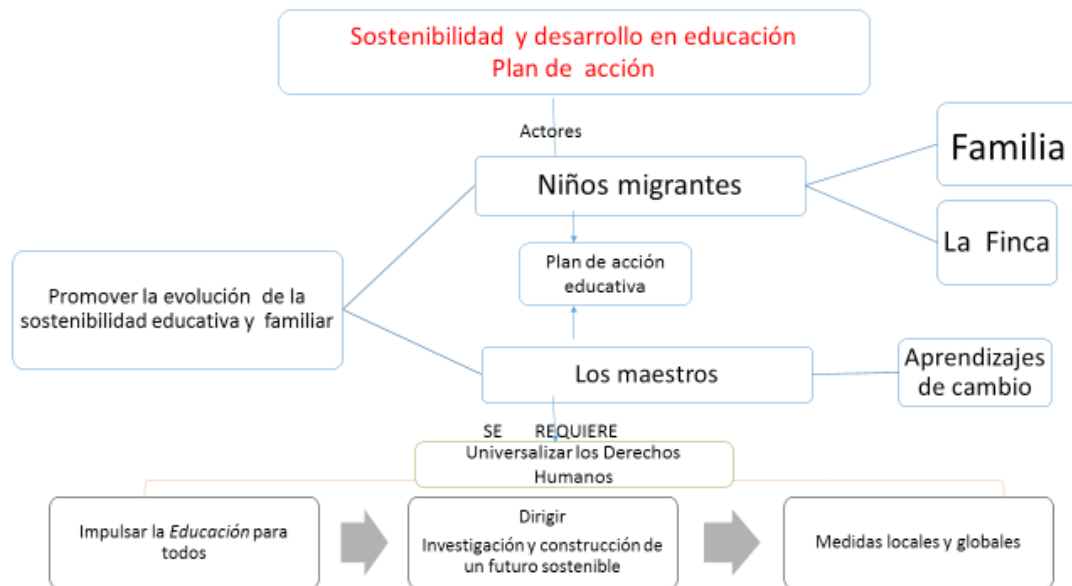 Sostenibilidad y desarrollo en educación
Plan de acción
Actores
Familia
Niños migrantes
La Finca
Plan de acción
educativa
Promover la evolución de la
sostenibilidad educativa y familiar
Los maestros
Aprendizajes
de cambio
SE REQUIERE
Universalizar los Derechos
Humanos
Impulsar la Educación para
todos
Dirigir
Investigación y construcción de
un futuro sostenible
Medidas locales y globales